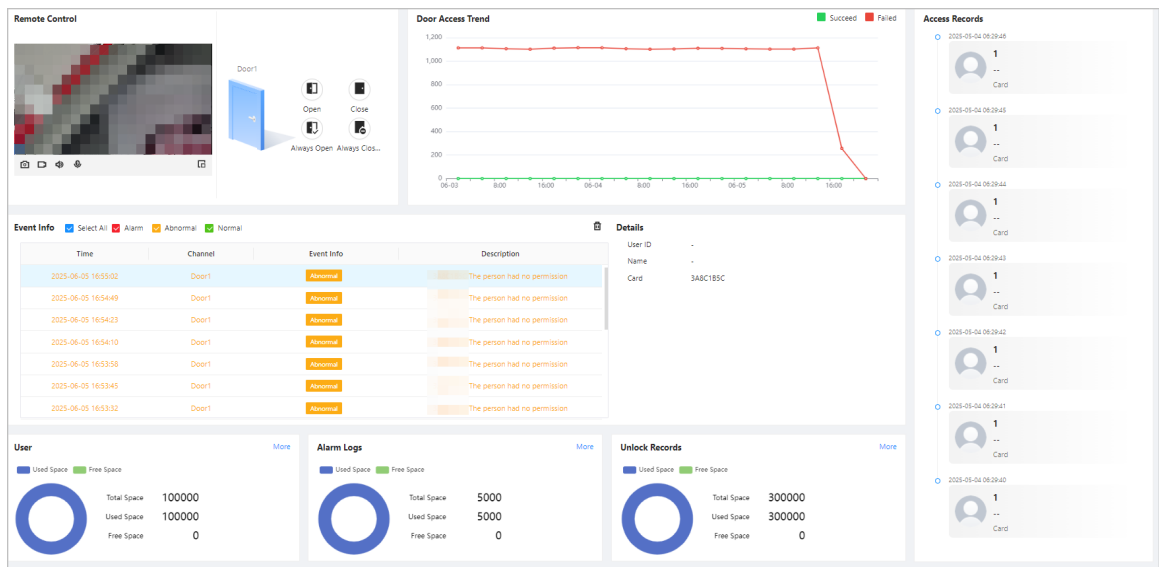 Remote Control
Door1
Open Close
Always Open Always Clos...
Door Access Trend
Succeed Failed
1,200
1,000
800
600
400
200
0
06-03 8:00 16:00 06-04 8:00 16:00 06-05 8:00 16:00
Event Info Select All Alarm Abnormal Normal
Time Channel Event Info Description
2025-06-05 16:55:02 Door1 Abnormal The person had no permission
2025-06-05 16:54:49 Door1 Abnormal The person had no permission
2025-06-05 16:54:23 Door1 Abnormal The person had no permission
2025-06-05 16:54:10 Door1 Abnormal The person had no permission
2025-06-05 16:53:58 Door1 Abnormal The person had no permission
2025-06-05 16:53:45 Door1 Abnormal The person had no permission
2025-06-05 16:53:32 Door1 Abnormal The person had no permission
Details
User ID -
Name -
Card 3A8C1B5C
User More
Used Space Free Space
Total Space 100000
Used Space 100000
Free Space 0
Alarm Logs More
Used Space Free Space
Total Space 5000
Used Space 5000
Free Space 0
Unlock Records More
Used Space Free Space
Total Space 300000
Used Space 300000
Free Space 0
Access Records
2025-05-04 06:29:46
1
--
Card
2025-05-04 06:29:45
1
--
Card
2025-05-04 06:29:44
1
--
Card
2025-05-04 06:29:43
1
--
Card
2025-05-04 06:29:42
1
--
Card
2025-05-04 06:29:41
1
--
Card
2025-05-04 06:29:40
1
--
Card